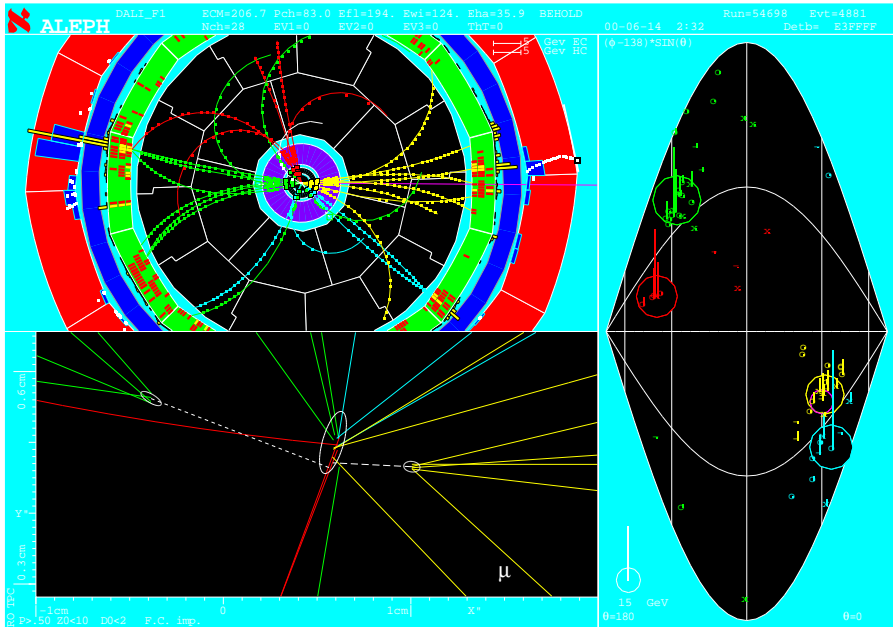 ALEPH DALI_F1 ECM=206.7 Pch=83.0 Efl=194. Ewi=124. Eha=35.9 BEHOLD
Nch=28 EV1=0 EV2=0 EV3=0 ThT=0
00-06-14 2:32 Run=54698 Evt=4881
Detb= E3FFFF
5 Gev EC
5 Gev HC
(φ-138)*SIN(θ)
0.6cm
Y"
0.3cm
μ
RO TPC
-1cm 0 1cm X"
P>.50 Z0<10 D0<2 F.C. imp.
15 GeV
θ=180 θ=0